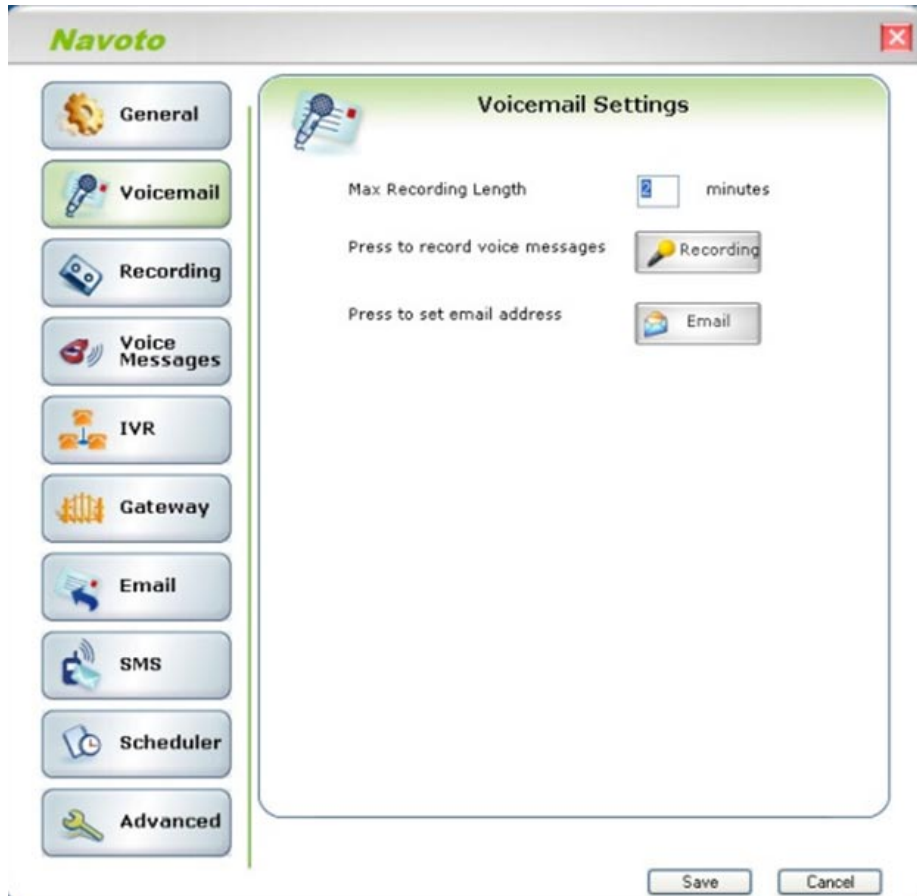 Navoto
General
Voicemail
Recording
Voice
Messages
IVR
Gateway
Email
SMS
Scheduler
Advanced
Voicemail Settings
Max Recording Length 2 minutes
Press to record voice messages Recording
Press to set email address Email
Save Cancel